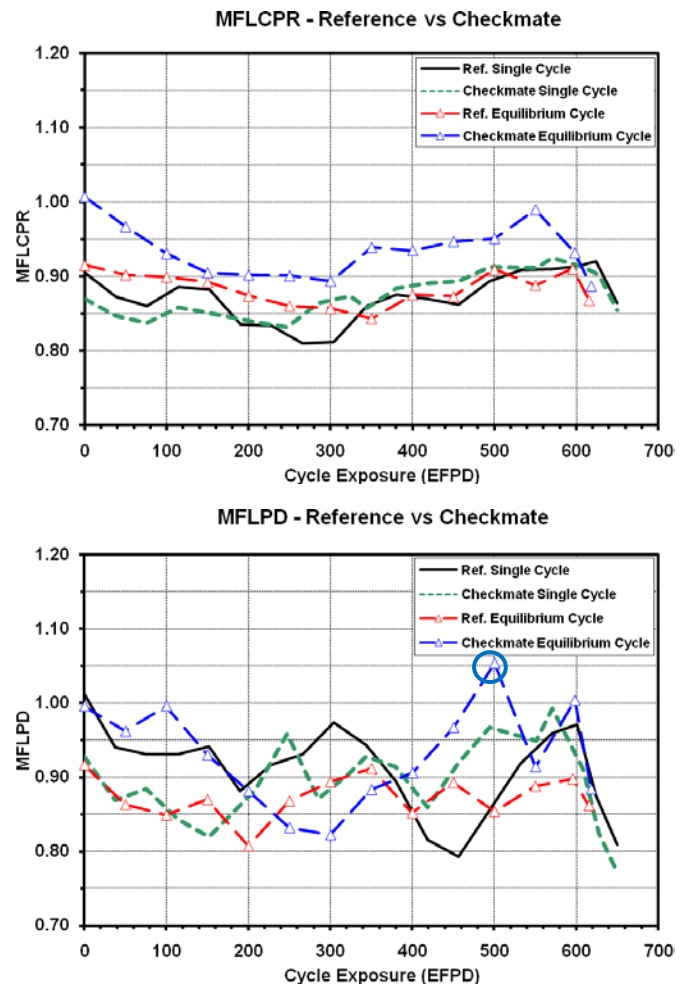 MFLCPR - Reference vs Checkmate
1.20
Ref. Single Cycle
Checkmate Single Cycle
Ref. Equilibrium Cycle
Checkmate Equilibrium Cycle
1.10
MFLCPR
1.00
0.90
0.80
0.70
0 100 200 300 400 500 600 700
Cycle Exposure (EFPD)
MFLPD - Reference vs Checkmate
1.20
Ref. Single Cycle
Checkmate Single Cycle
Ref. Equilibrium Cycle
Checkmate Equilibrium Cycle
1.10
MFLPD
1.00
0.90
0.80
0.70
0 100 200 300 400 500 600 700
Cycle Exposure (EFPD)